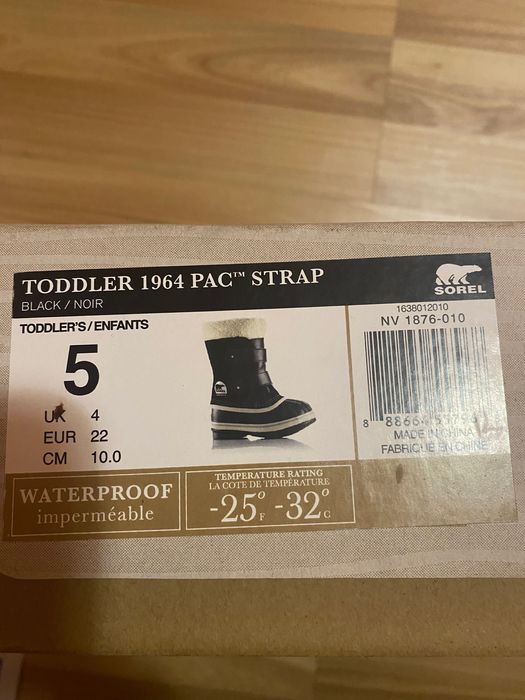 TODDLER 1964 PAC™ STRAP
BLACK / NOIR
SOREL
TODDLER'S / ENFANTS
5
UK 4
EUR 22
CM 10.0
1638012010
NV 1876-010
MADE IN CHINA
FABRIQUÉ EN CHINE
WATERPROOF
imperméable
TEMPERATURE RATING
LA COTE DE TEMPÉRATURE
-25°F -32°C